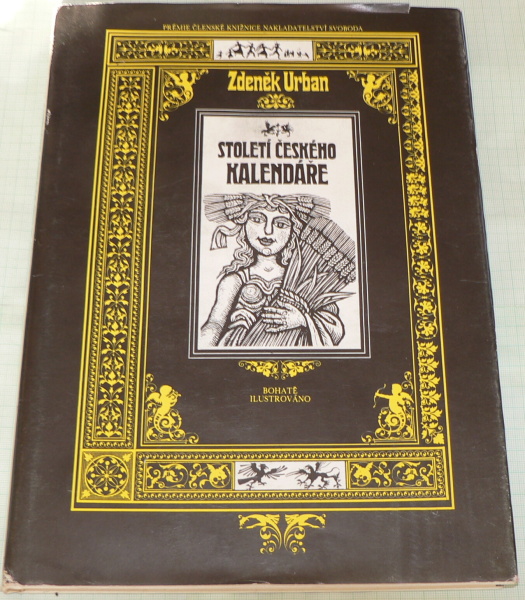 PRÉMIE ČLENSKÉ KNIŽNICE NAKLADATELSTVÍ SVOBODA
Zdeněk Urban
STOLETÍ ČESKÉHO
KALENDÁŘE
BOHATĚ
ILUSTROVÁNO